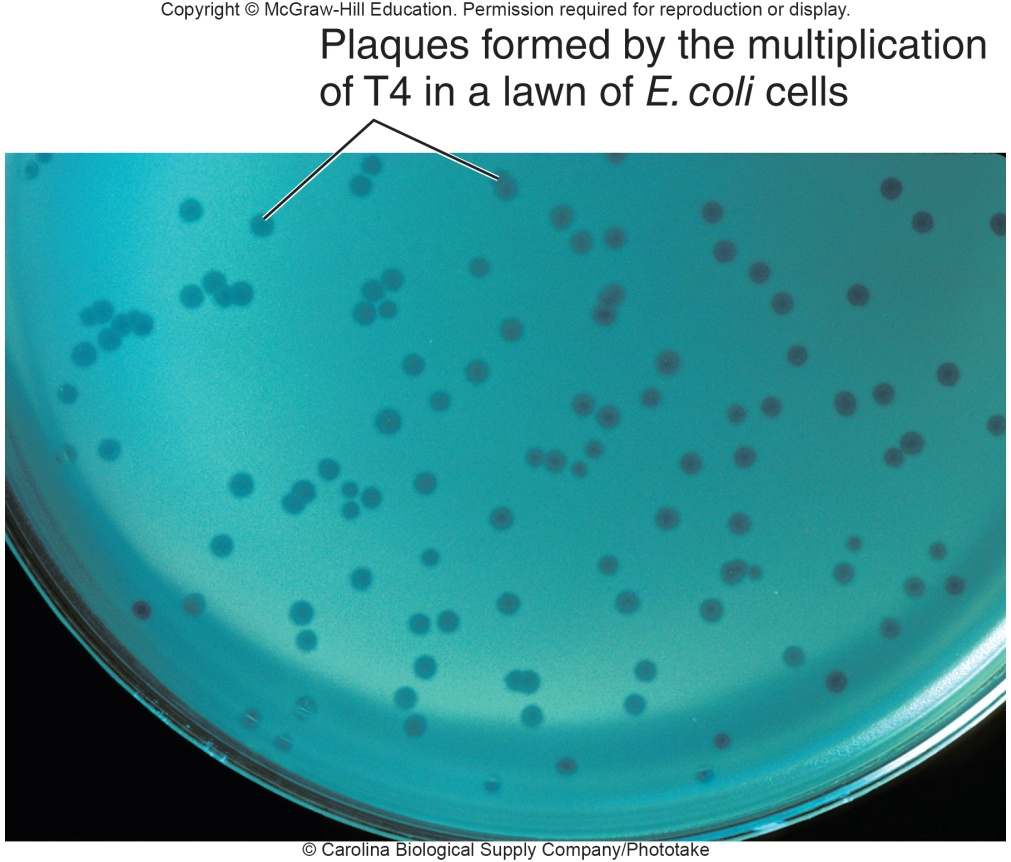 Copyright © McGraw-Hill Education. Permission required for reproduction or display.
Plaques formed by the multiplication
of T4 in a lawn of E. coli cells
© Carolina Biological Supply Company/Phototake